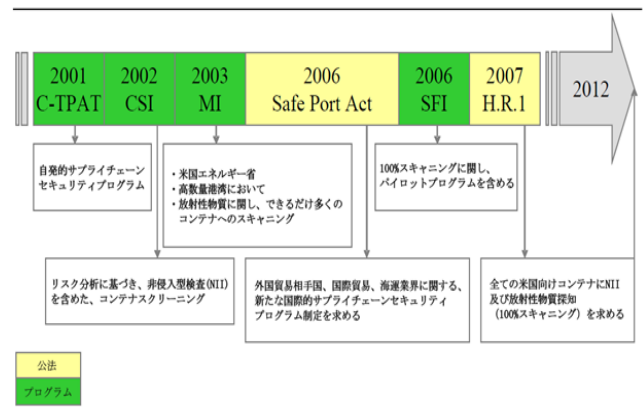 2001
C-TPAT
2002
CSI
2003
MI
2006
Safe Port Act
2006
SFI
2007
H.R.1
2012
自発的サプライチェーン
セキュリティプログラム
・米国エネルギー省
・高数量港湾において
・放射性物質に関し、できるだけ多くの
コンテナへのスキャニング
100%スキャニングに関し、
パイロットプログラムを含める
リスク分析に基づき、非侵入型検査(NII)
を含めた、コンテナスクリーニング
外国貿易相手国、国際貿易、海運業界に関する、
新たな国際的サプライチェーンセキュリティ
プログラム制定を求める
全ての米国向けコンテナにNII
及び放射性物質探知
（100%スキャニング）を求める
公法
プログラム